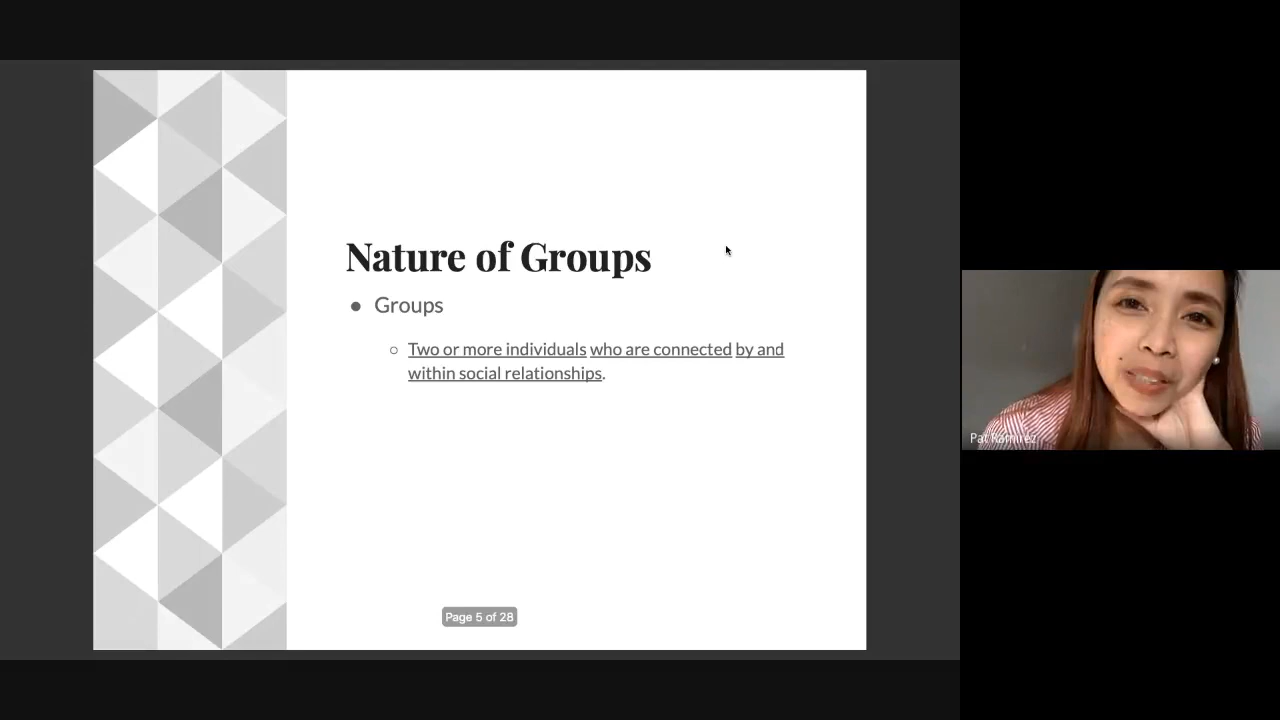 Nature of Groups
● Groups
○ Two or more individuals who are connected by and
within social relationships.
Page 5 of 28
Pat Ramirez